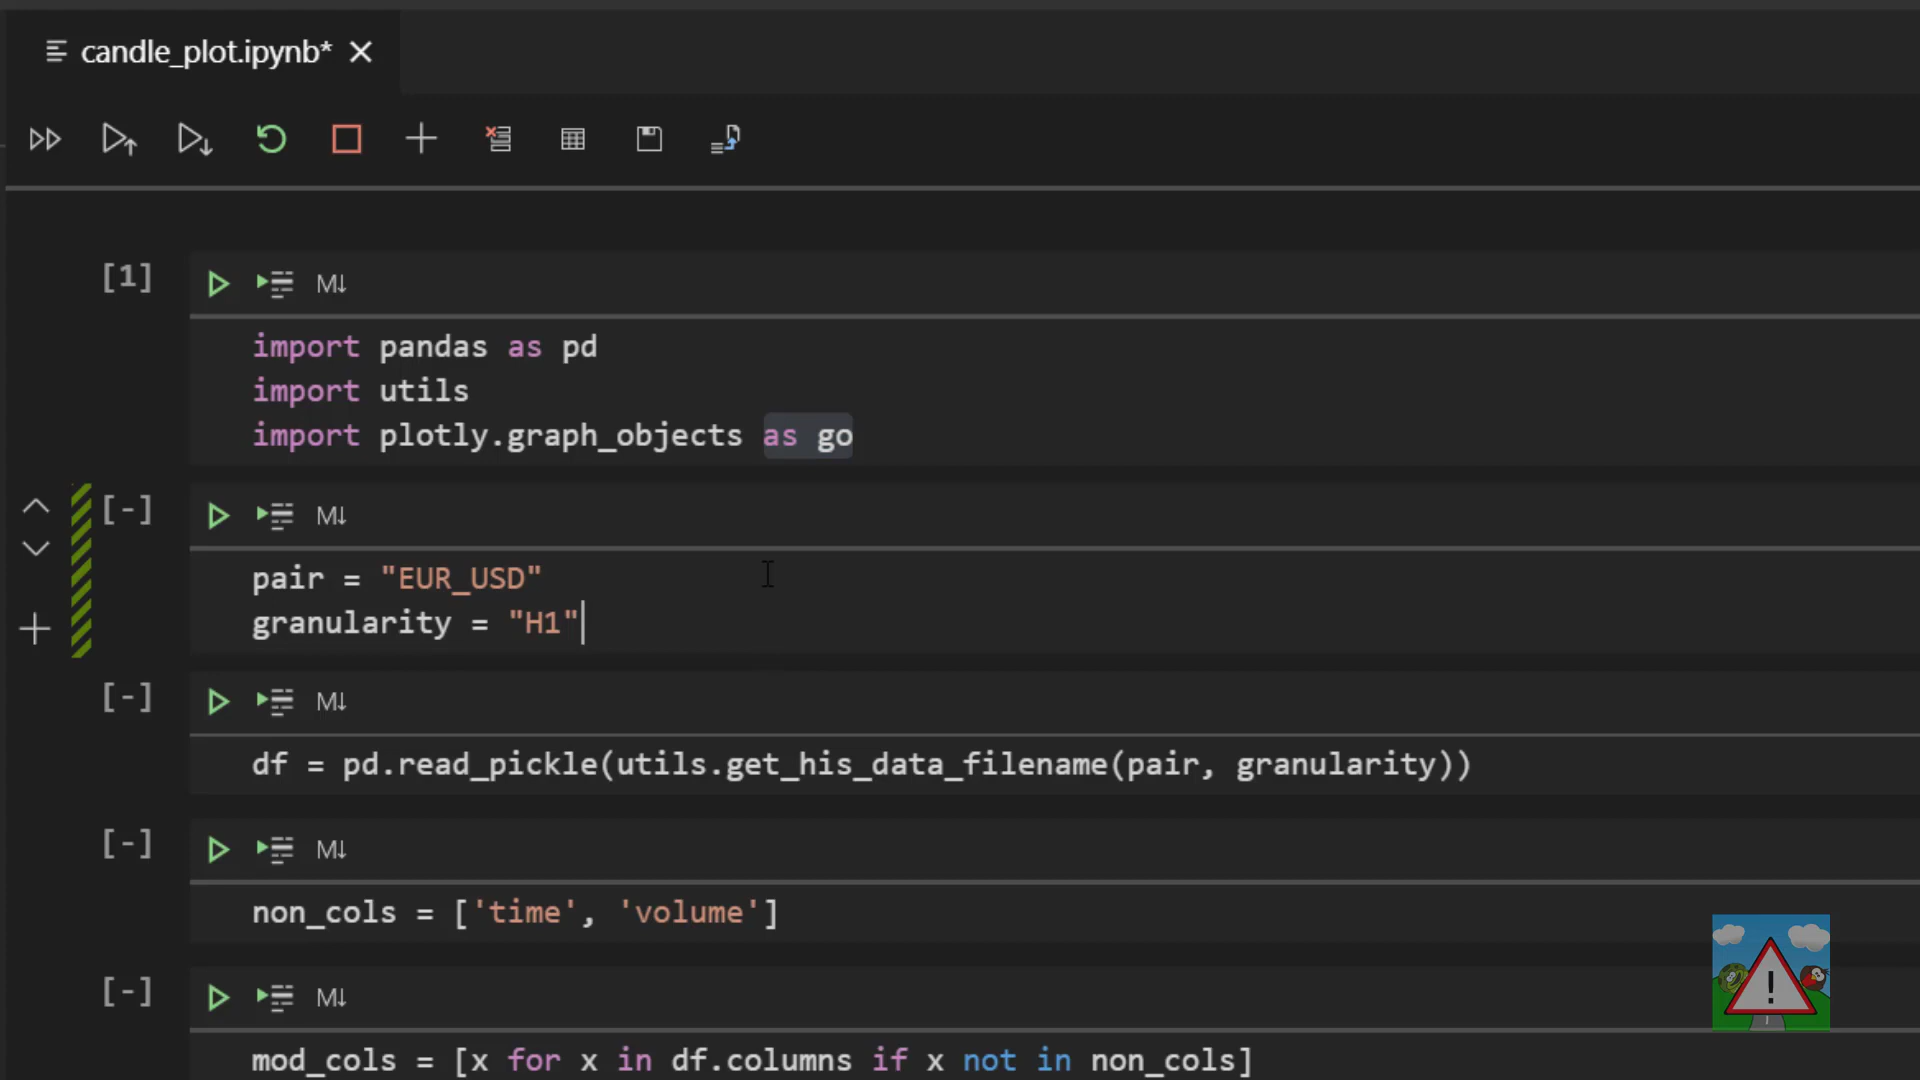 candle_plot.ipynb*
[1]
M↓
import pandas as pd
import utils
import plotly.graph_objects as go
[-]
M↓
pair = "EUR_USD"
granularity = "H1"
[-]
M↓
df = pd.read_pickle(utils.get_his_data_filename(pair, granularity))
[-]
M↓
non_cols = ['time', 'volume']
[-]
M↓
mod_cols = [x for x in df.columns if x not in non_cols]
!